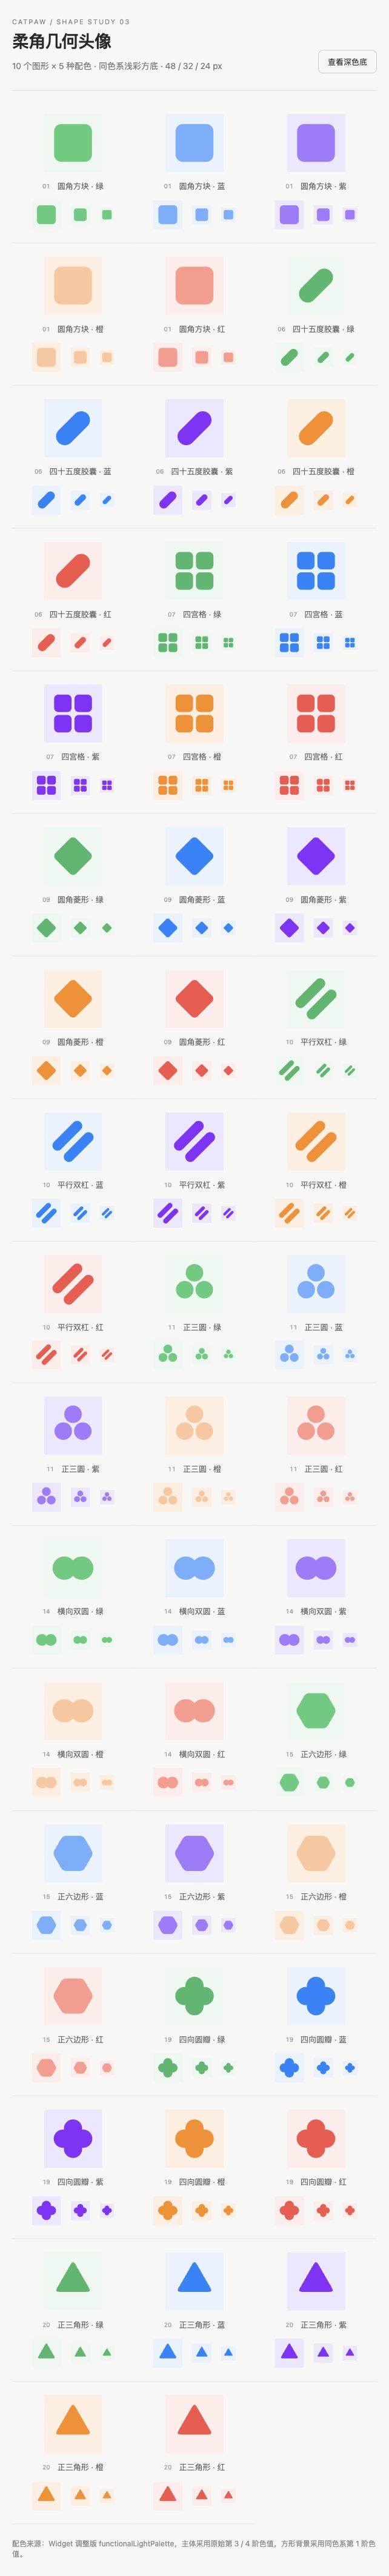 CATPAW / SHAPE STUDY 03
柔角几何头像
10 个图形 × 5 种配色 · 同色系浅彩方底 · 48 / 32 / 24 px
查看深色底
01 圆角方块 · 绿
01 圆角方块 · 蓝
01 圆角方块 · 紫
01 圆角方块 · 橙
01 圆角方块 · 红
06 四十五度胶囊 · 绿
06 四十五度胶囊 · 蓝
06 四十五度胶囊 · 紫
06 四十五度胶囊 · 橙
06 四十五度胶囊 · 红
07 四宫格 · 绿
07 四宫格 · 蓝
07 四宫格 · 紫
07 四宫格 · 橙
07 四宫格 · 红
09 圆角菱形 · 绿
09 圆角菱形 · 蓝
09 圆角菱形 · 紫
09 圆角菱形 · 橙
09 圆角菱形 · 红
10 平行双杠 · 绿
10 平行双杠 · 蓝
10 平行双杠 · 紫
10 平行双杠 · 橙
10 平行双杠 · 红
11 正三圆 · 绿
11 正三圆 · 蓝
11 正三圆 · 紫
11 正三圆 · 橙
11 正三圆 · 红
14 横向双圆 · 绿
14 横向双圆 · 蓝
14 横向双圆 · 紫
14 横向双圆 · 橙
14 横向双圆 · 红
15 正六边形 · 绿
15 正六边形 · 蓝
15 正六边形 · 紫
15 正六边形 · 橙
15 正六边形 · 红
19 四向圆瓣 · 绿
19 四向圆瓣 · 蓝
19 四向圆瓣 · 紫
19 四向圆瓣 · 橙
19 四向圆瓣 · 红
20 正三角形 · 绿
20 正三角形 · 蓝
20 正三角形 · 紫
20 正三角形 · 橙
20 正三角形 · 红
配色来源：Widget 调整版 functionalLightPalette，主体采用原始第 3 / 4 阶色值，方形背景采用同色系第 1 阶色
值。